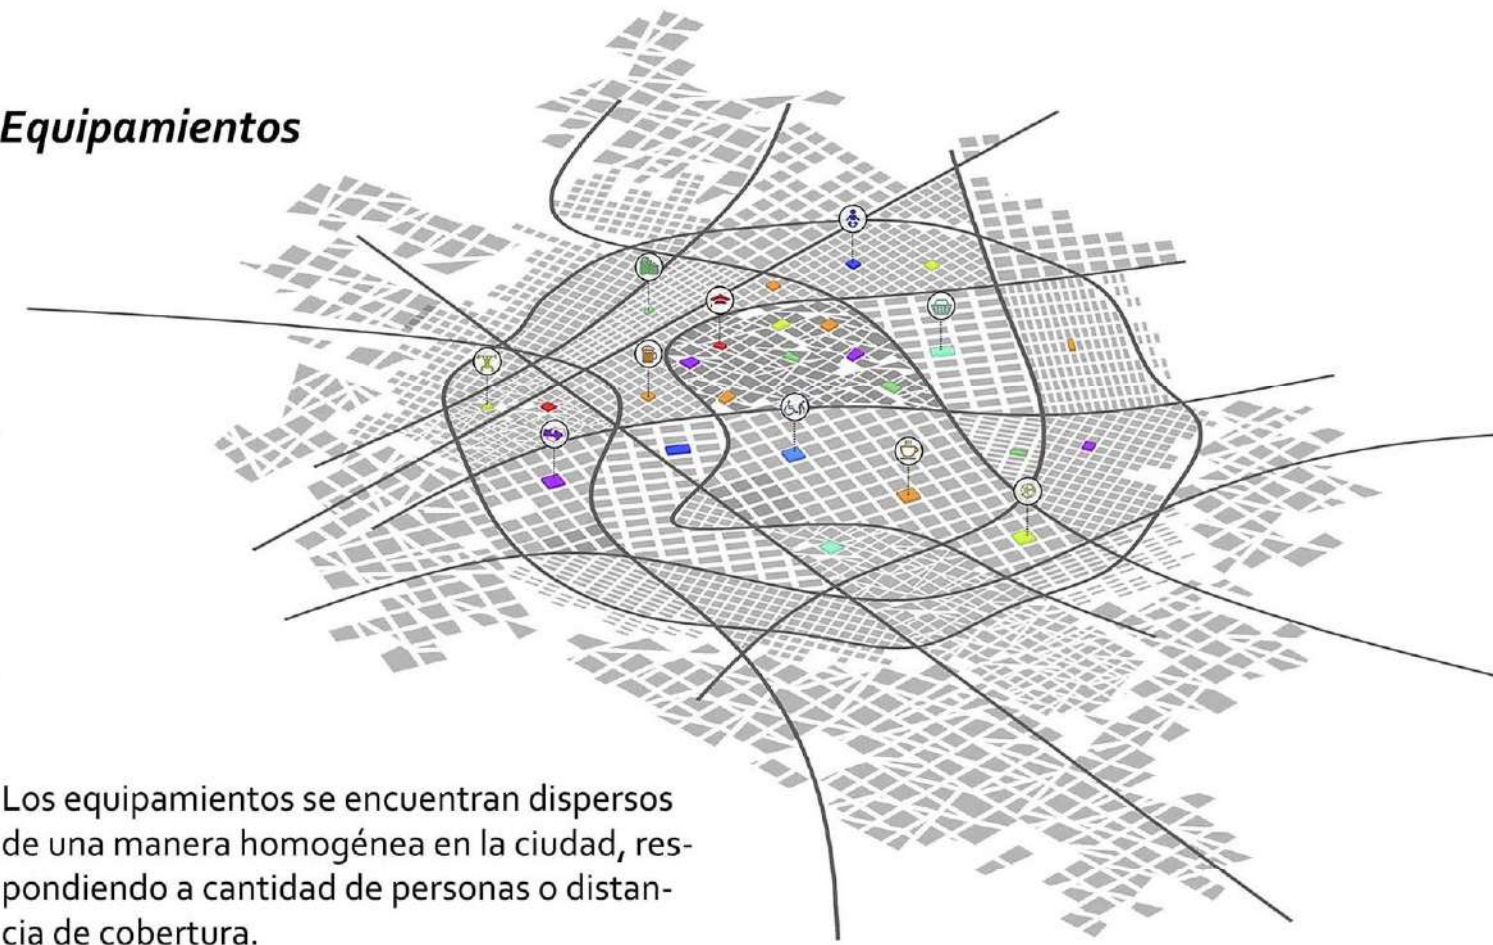 Equipamientos
Los equipamientos se encuentran dispersos
de una manera homogénea en la ciudad, res-
pondiendo a cantidad de personas o distan-
cia de cobertura.